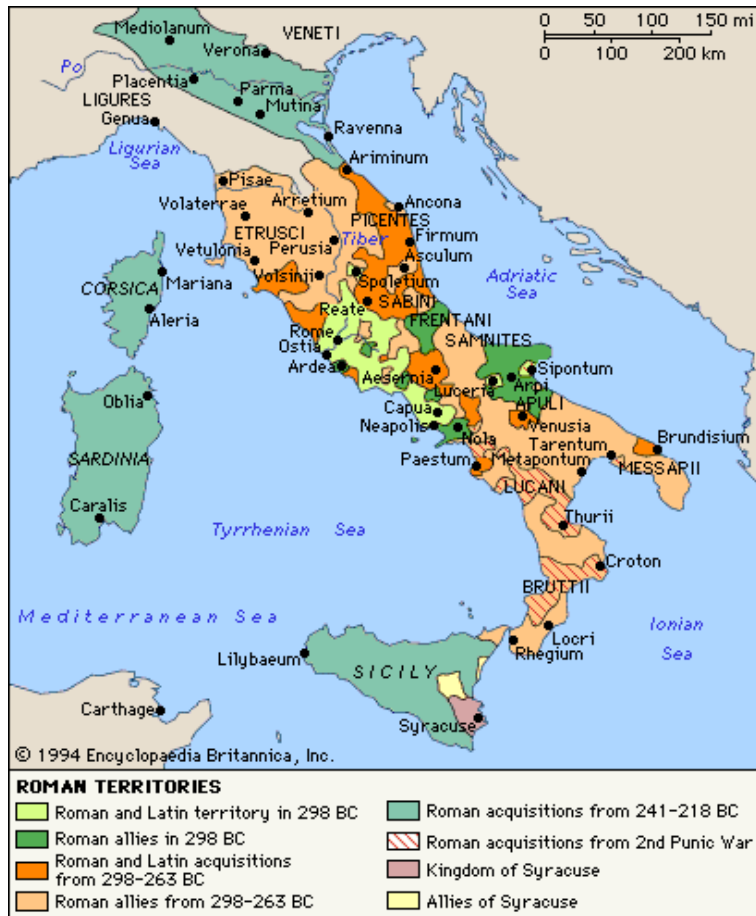 Mediolanum
VENETI
0 50 100 150 mi
0 100 200 km
Verona
Po
Placentia
Parma
LIGURES
Mutina
Genua
Ravenna
Ligurian
Sea
Ariminum
Pisae
Volaterrae
Arretium
Ancona
PICENTES
ETRUSCI
Tiber
Firmum
Vetulonia
Perusia
Asculum
Adriatic
Sea
Volsinii
Spoletium
CORSICA
Mariana
SABINI
Reate
FRENTANI
Aleria
Rome
SAMNITES
Ostia
Ardea
Sipontum
Aesernia
Luceria
Arpi
Oblia
Capua
APULI
Neapolis
Venusia
Nola
Tarentum
Brundisium
SARDINIA
Paestum
Metapontum
MESSAPII
LUCANI
Caralis
Thurii
Tyrrhenian Sea
Croton
BRUTTII
Mediterranean Sea
Ionian
Sea
Locri
Lilybaeum
Rhegium
SICILY
Carthage
Syracuse
© 1994 Encyclopaedia Britannica, Inc.
ROMAN TERRITORIES
Roman and Latin territory in 298 BC
Roman allies in 298 BC
Roman and Latin acquisitions
from 298–263 BC
Roman allies from 298–263 BC
Roman acquisitions from 241–218 BC
Roman acquisitions from 2nd Punic War
Kingdom of Syracuse
Allies of Syracuse